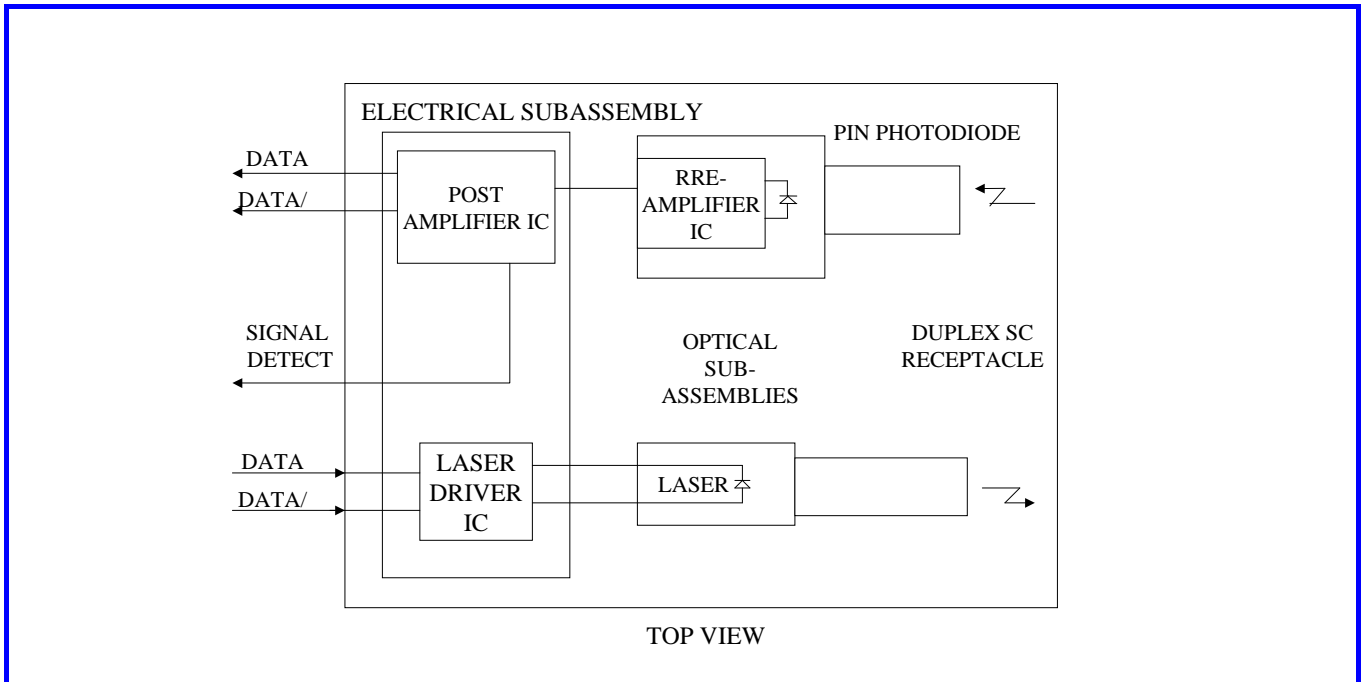 ELECTRICAL SUBASSEMBLY
PIN PHOTODIODE
DATA
DATA/
POST
AMPLIFIER IC
RRE-
AMPLIFIER
IC
SIGNAL
DETECT
OPTICAL
SUB-
ASSEMBLIES
DUPLEX SC
RECEPTACLE
DATA
DATA/
LASER
DRIVER
IC
LASER
TOP VIEW